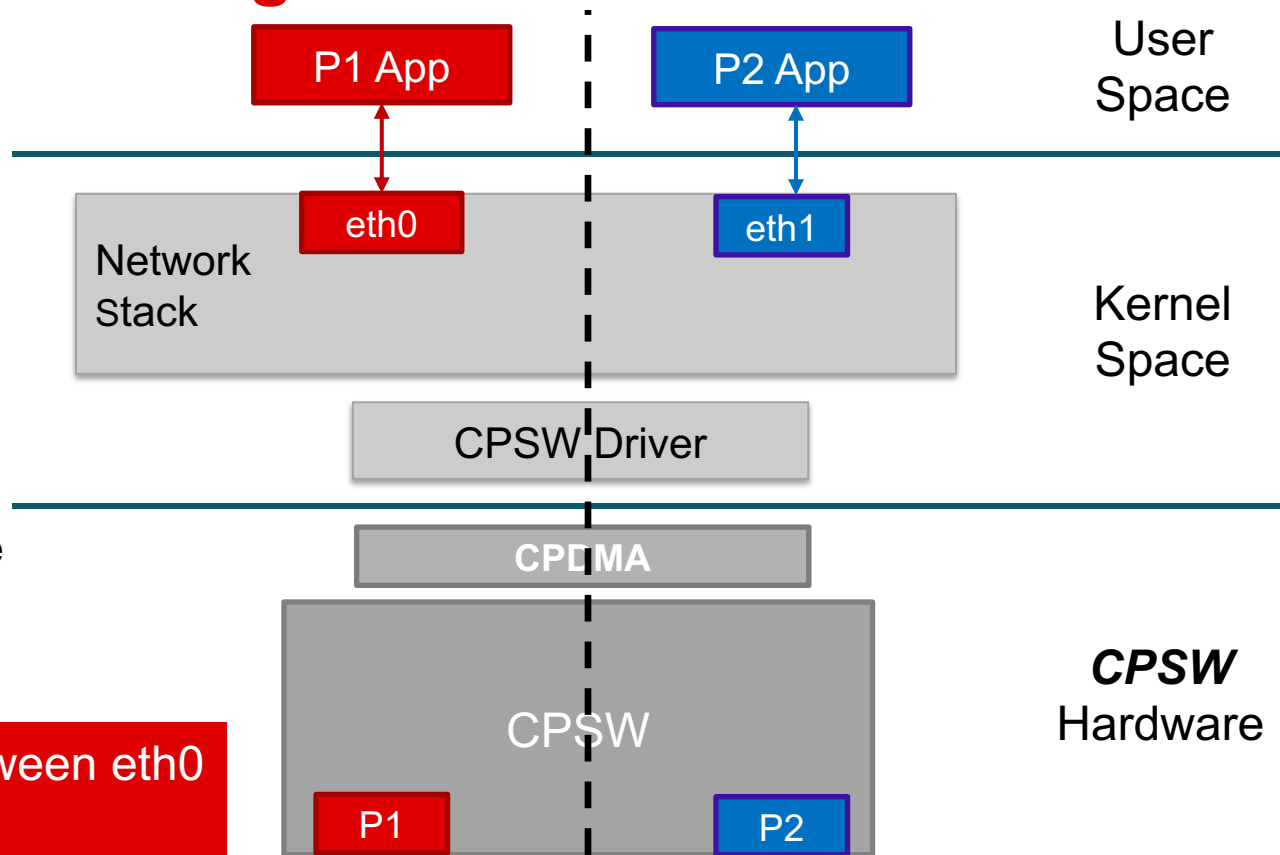 P1 App
P2 App
User
Space
eth0
eth1
Network
Stack
Kernel
Space
CPSW Driver
CPDMA
CPSW
CPSW
Hardware
eth0
P1
P2